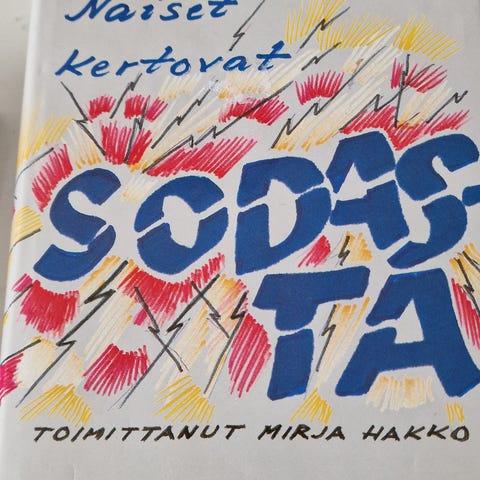 Naiset
Kertovat
SODAS-
TA
TOIMITTANUT MIRJA HAKKO